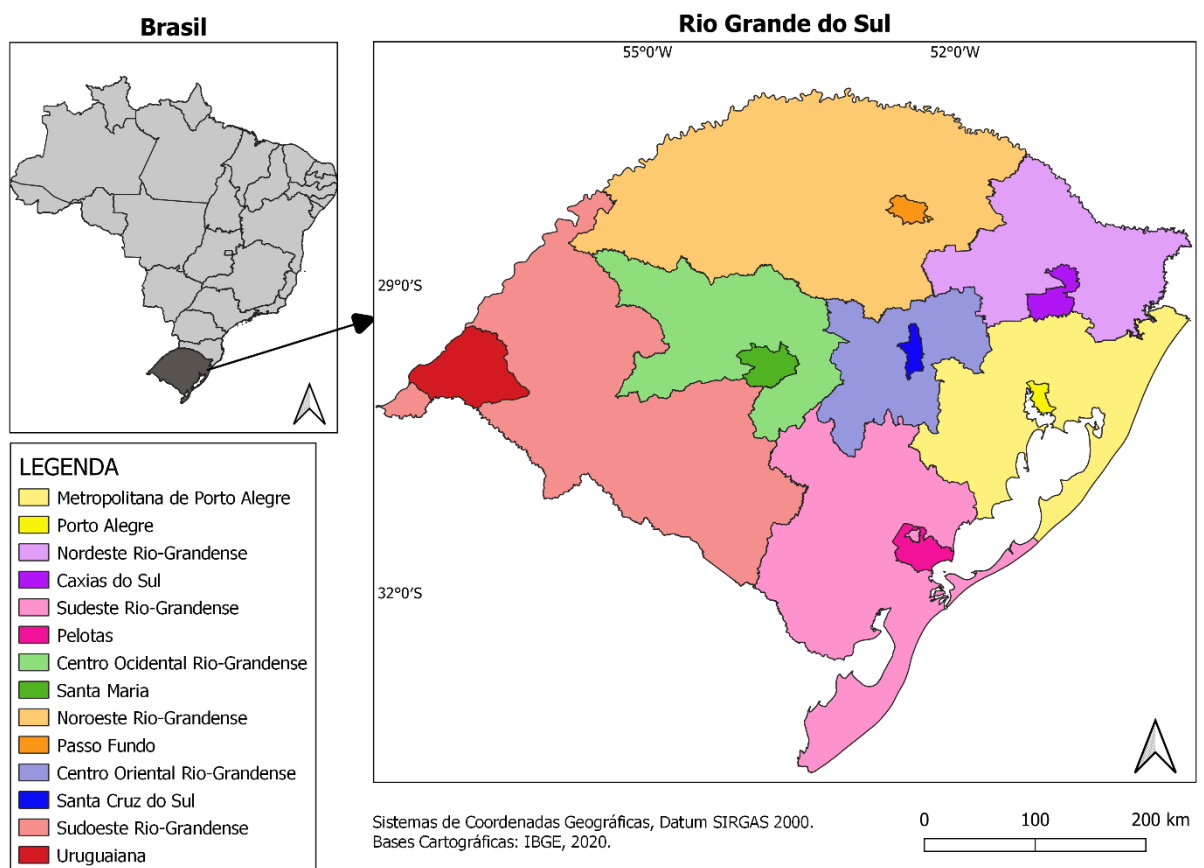 Brasil
Rio Grande do Sul
55°0'W
52°0'W
29°0'S
32°0'S
LEGENDA
Metropolitana de Porto Alegre
Porto Alegre
Nordeste Rio-Grandense
Caxias do Sul
Sudeste Rio-Grandense
Pelotas
Centro Ocidental Rio-Grandense
Santa Maria
Noroeste Rio-Grandense
Passo Fundo
Centro Oriental Rio-Grandense
Santa Cruz do Sul
Sudoeste Rio-Grandense
Uruguaiana
Sistemas de Coordenadas Geográficas, Datum SIRGAS 2000.
Bases Cartográficas: IBGE, 2020.
0 100 200 km